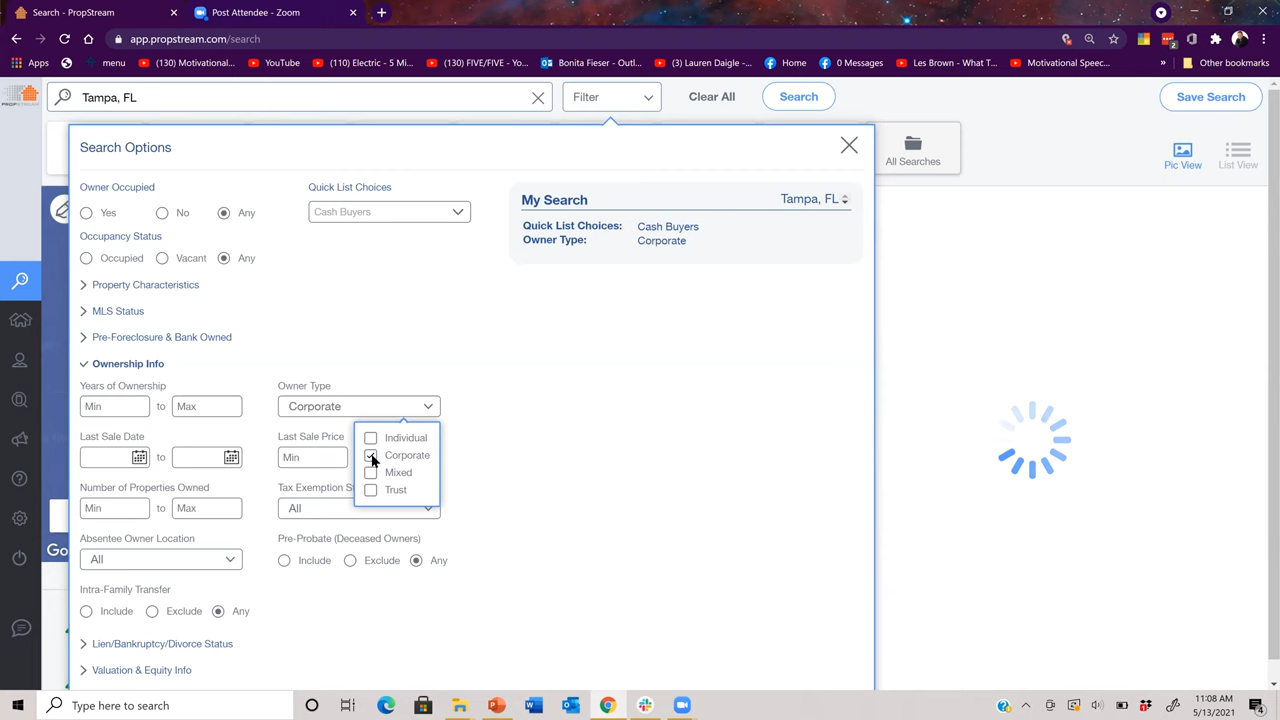 Search - PropStream
Post Attendee - Zoom
app.propstream.com/search
Apps
menu
(130) Motivational...
YouTube
(110) Electric - 5 Mi...
(130) FIVE/FIVE - Yo...
Bonita Fieser - Outl...
(3) Lauren Daigle -...
Home
0 Messages
Les Brown - What T...
Motivational Speec...
Other bookmarks
PROPSTREAM
Tampa, FL
Filter
Clear All
Search
Save Search
All Searches
Pic View
List View
Search Options
Owner Occupied
Yes
No
Any
Quick List Choices
Cash Buyers
Occupancy Status
Occupied
Vacant
Any
Property Characteristics
MLS Status
Pre-Foreclosure & Bank Owned
Ownership Info
Years of Ownership
Min to Max
Owner Type
Corporate
Individual
Corporate
Mixed
Trust
Last Sale Date
to
Last Sale Price
Min
Number of Properties Owned
Min to Max
Tax Exemption S
All
Absentee Owner Location
All
Pre-Probate (Deceased Owners)
Include
Exclude
Any
Intra-Family Transfer
Include
Exclude
Any
Lien/Bankruptcy/Divorce Status
Valuation & Equity Info
My Search
Tampa, FL
Quick List Choices: Cash Buyers
Owner Type: Corporate
Go
Type here to search
11:08 AM
5/13/2021